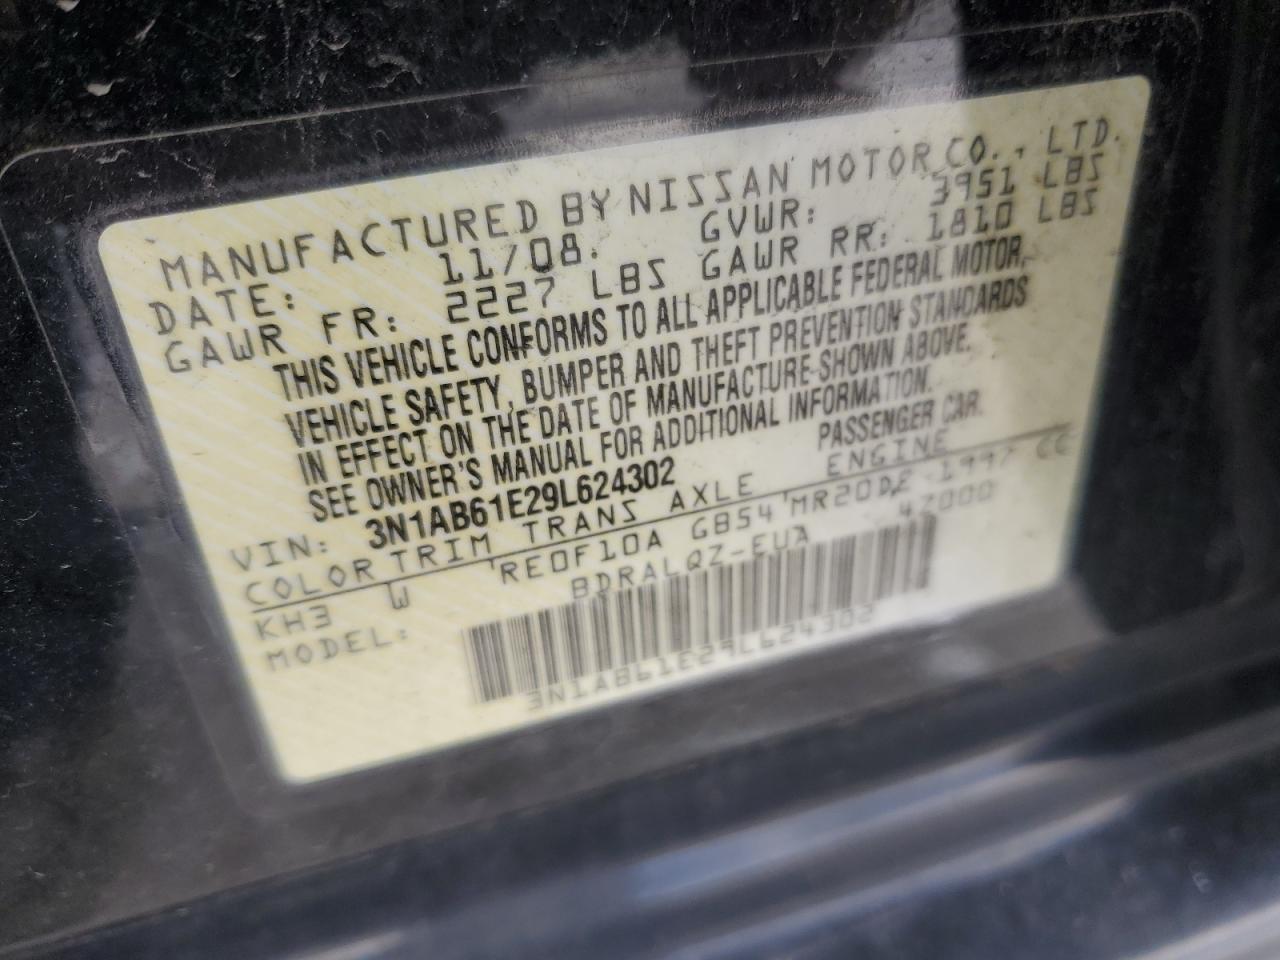 MANUFACTURED BY NISSAN MOTOR CO., LTD.
DATE: 11/08. GVWR: 3951 LBS
GAWR FR: 2227 LBS GAWR RR: 1810 LBS
THIS VEHICLE CONFORMS TO ALL APPLICABLE FEDERAL MOTOR
VEHICLE SAFETY, BUMPER AND THEFT PREVENTION STANDARDS
IN EFFECT ON THE DATE OF MANUFACTURE SHOWN ABOVE.
SEE OWNER'S MANUAL FOR ADDITIONAL INFORMATION.
VIN: 3N1AB61E29L624302 PASSENGER CAR.
COLOR TRIM TRANS AXLE ENGINE
KH3 W RE0F10A GB54 MR20DE 1997 CC
MODEL: BDRALQZ-EUA
3N1AB61E29L624302